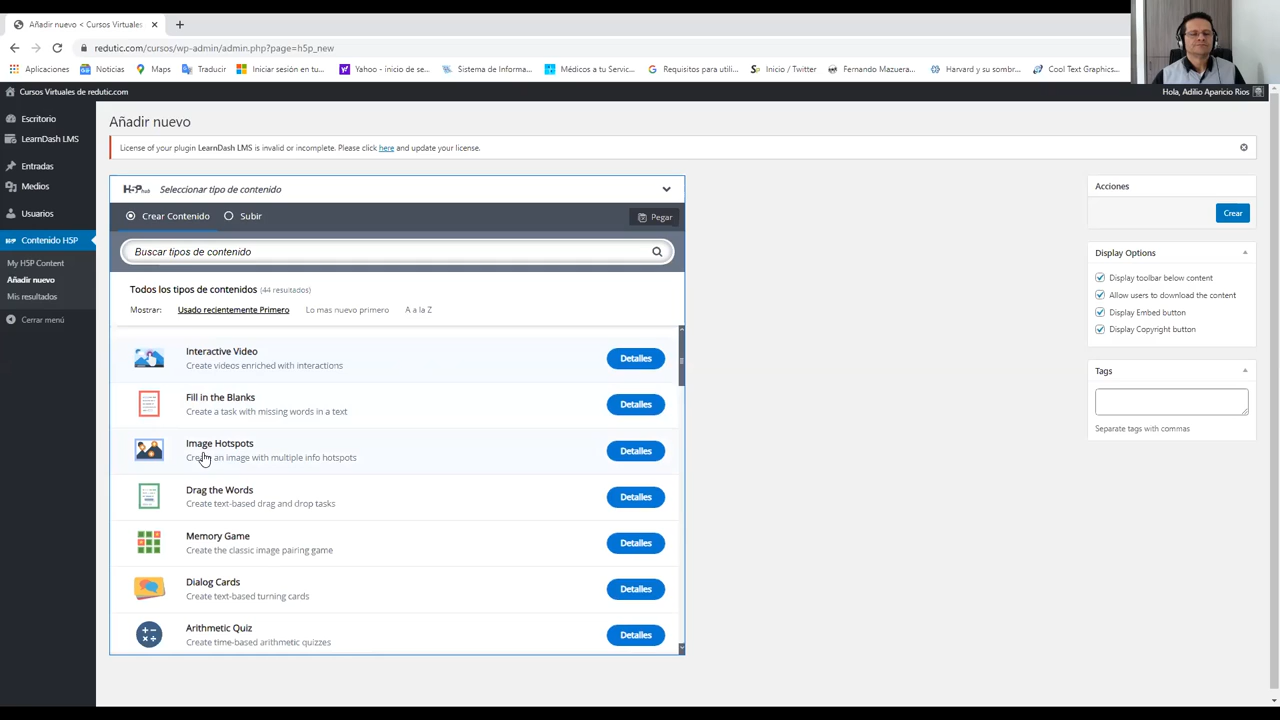 Añadir nuevo < Cursos Virtuales
redutic.com/cursos/wp-admin/admin.php?page=h5p_new
Aplicaciones Noticias Maps Traducir Iniciar sesión en tu... Yahoo - inicio de se... Sistema de Informa... Médicos a tu Servic... Requisitos para utili... Inicio / Twitter Fernando Mazuera... Harvard y su sombr... Cool Text Graphics...
Cursos Virtuales de redutic.com
Hola, Adilio Aparicio Rios
Escritorio
LearnDash LMS
Entradas
Medios
Usuarios
Contenido H5P
My H5P Content
Añadir nuevo
Mis resultados
Cerrar menú
Añadir nuevo
License of your plugin LearnDash LMS is invalid or incomplete. Please click here and update your license.
H5P hub Seleccionar tipo de contenido
Crear Contenido Subir Pegar
Buscar tipos de contenido
Todos los tipos de contenidos (44 resultados)
Mostrar: Usado recientemente Primero Lo mas nuevo primero A a la Z
Interactive Video
Create videos enriched with interactions
Detalles
Fill in the Blanks
Create a task with missing words in a text
Detalles
Image Hotspots
Create an image with multiple info hotspots
Detalles
Drag the Words
Create text-based drag and drop tasks
Detalles
Memory Game
Create the classic image pairing game
Detalles
Dialog Cards
Create text-based turning cards
Detalles
Arithmetic Quiz
Create time-based arithmetic quizzes
Detalles
Acciones
Crear
Display Options
Display toolbar below content
Allow users to download the content
Display Embed button
Display Copyright button
Tags
Separate tags with commas